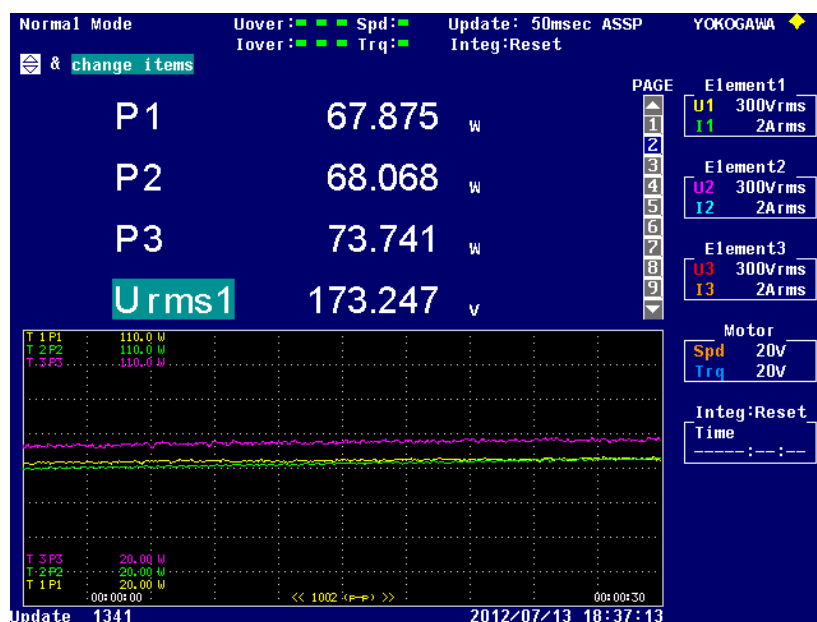 Normal Mode Uover: Spd: Update: 50msec ASSP YOKOGAWA
Iover: Trq: Integ:Reset
& change items
PAGE
Element1
U1 300Vrms
I1 2Arms
P1 67.875 W
P2 68.068 W
P3 73.741 W
Urms1 173.247 V
1
2
3
4
5
6
7
8
9
Element2
U2 300Vrms
I2 2Arms
Element3
U3 300Vrms
I3 2Arms
Motor
Spd 20V
Trq 20V
Integ:Reset
Time
-----:--:--
T 1 P1 110.0 W
T 2 P2 110.0 W
T 3 P3 110.0 W
T 3 P3 20.00 W
T 2 P2 20.00 W
T 1 P1 20.00 W
00:00:00 << 1002 (p-p) >> 00:00:30
Update 1341 2012/07/13 18:37:13